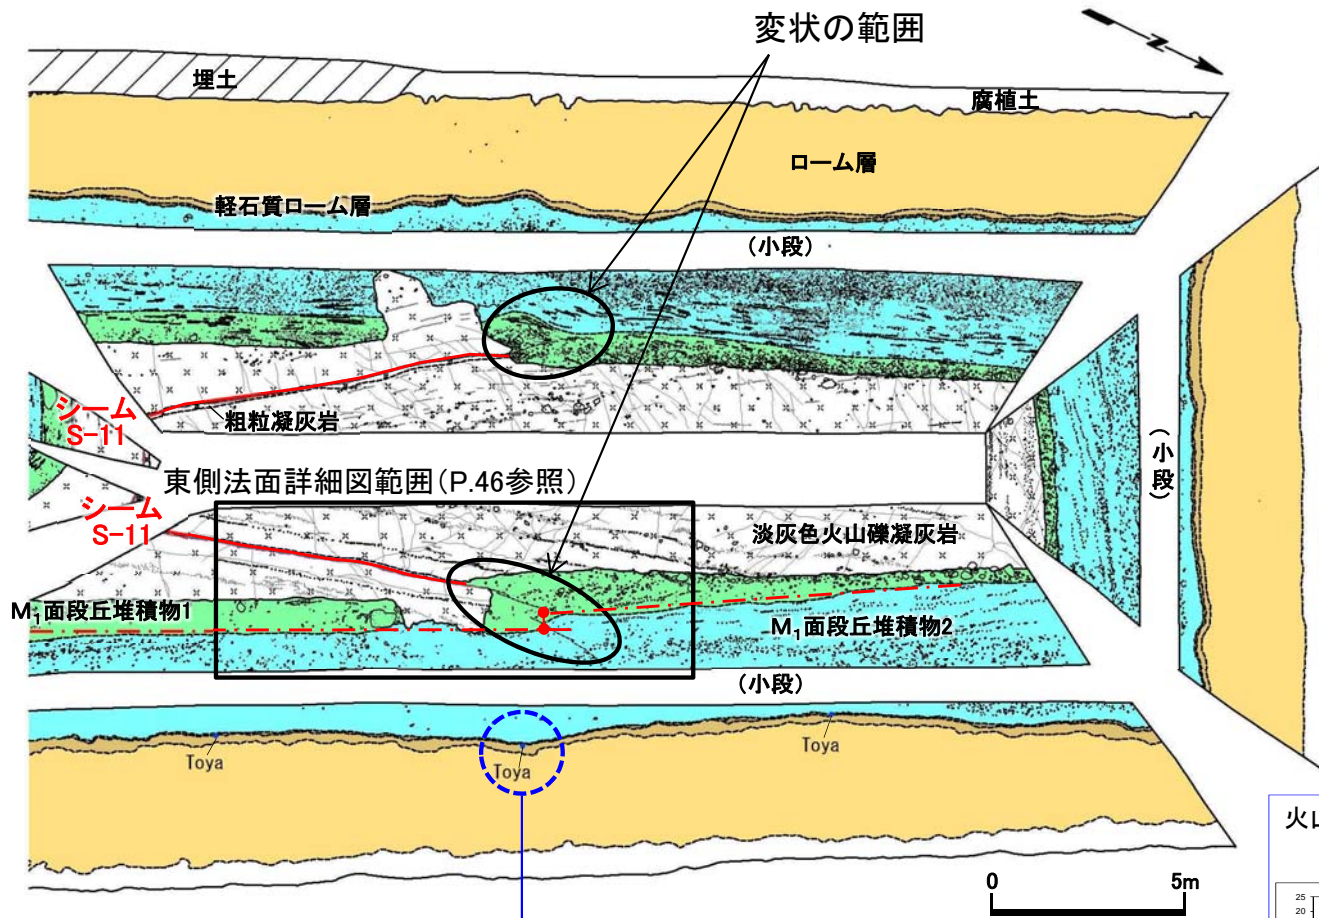 変状の範囲
N
埋土
腐植土
ローム層
軽石質ローム層
(小段)
シーム
S-11
粗粒凝灰岩
(小段)
東側法面詳細図範囲(P.46参照)
シーム
S-11
淡灰色火山礫凝灰岩
M₁面段丘堆積物1
M₁面段丘堆積物2
(小段)
Toya
Toya
Toya
火山
0 5m
25
20